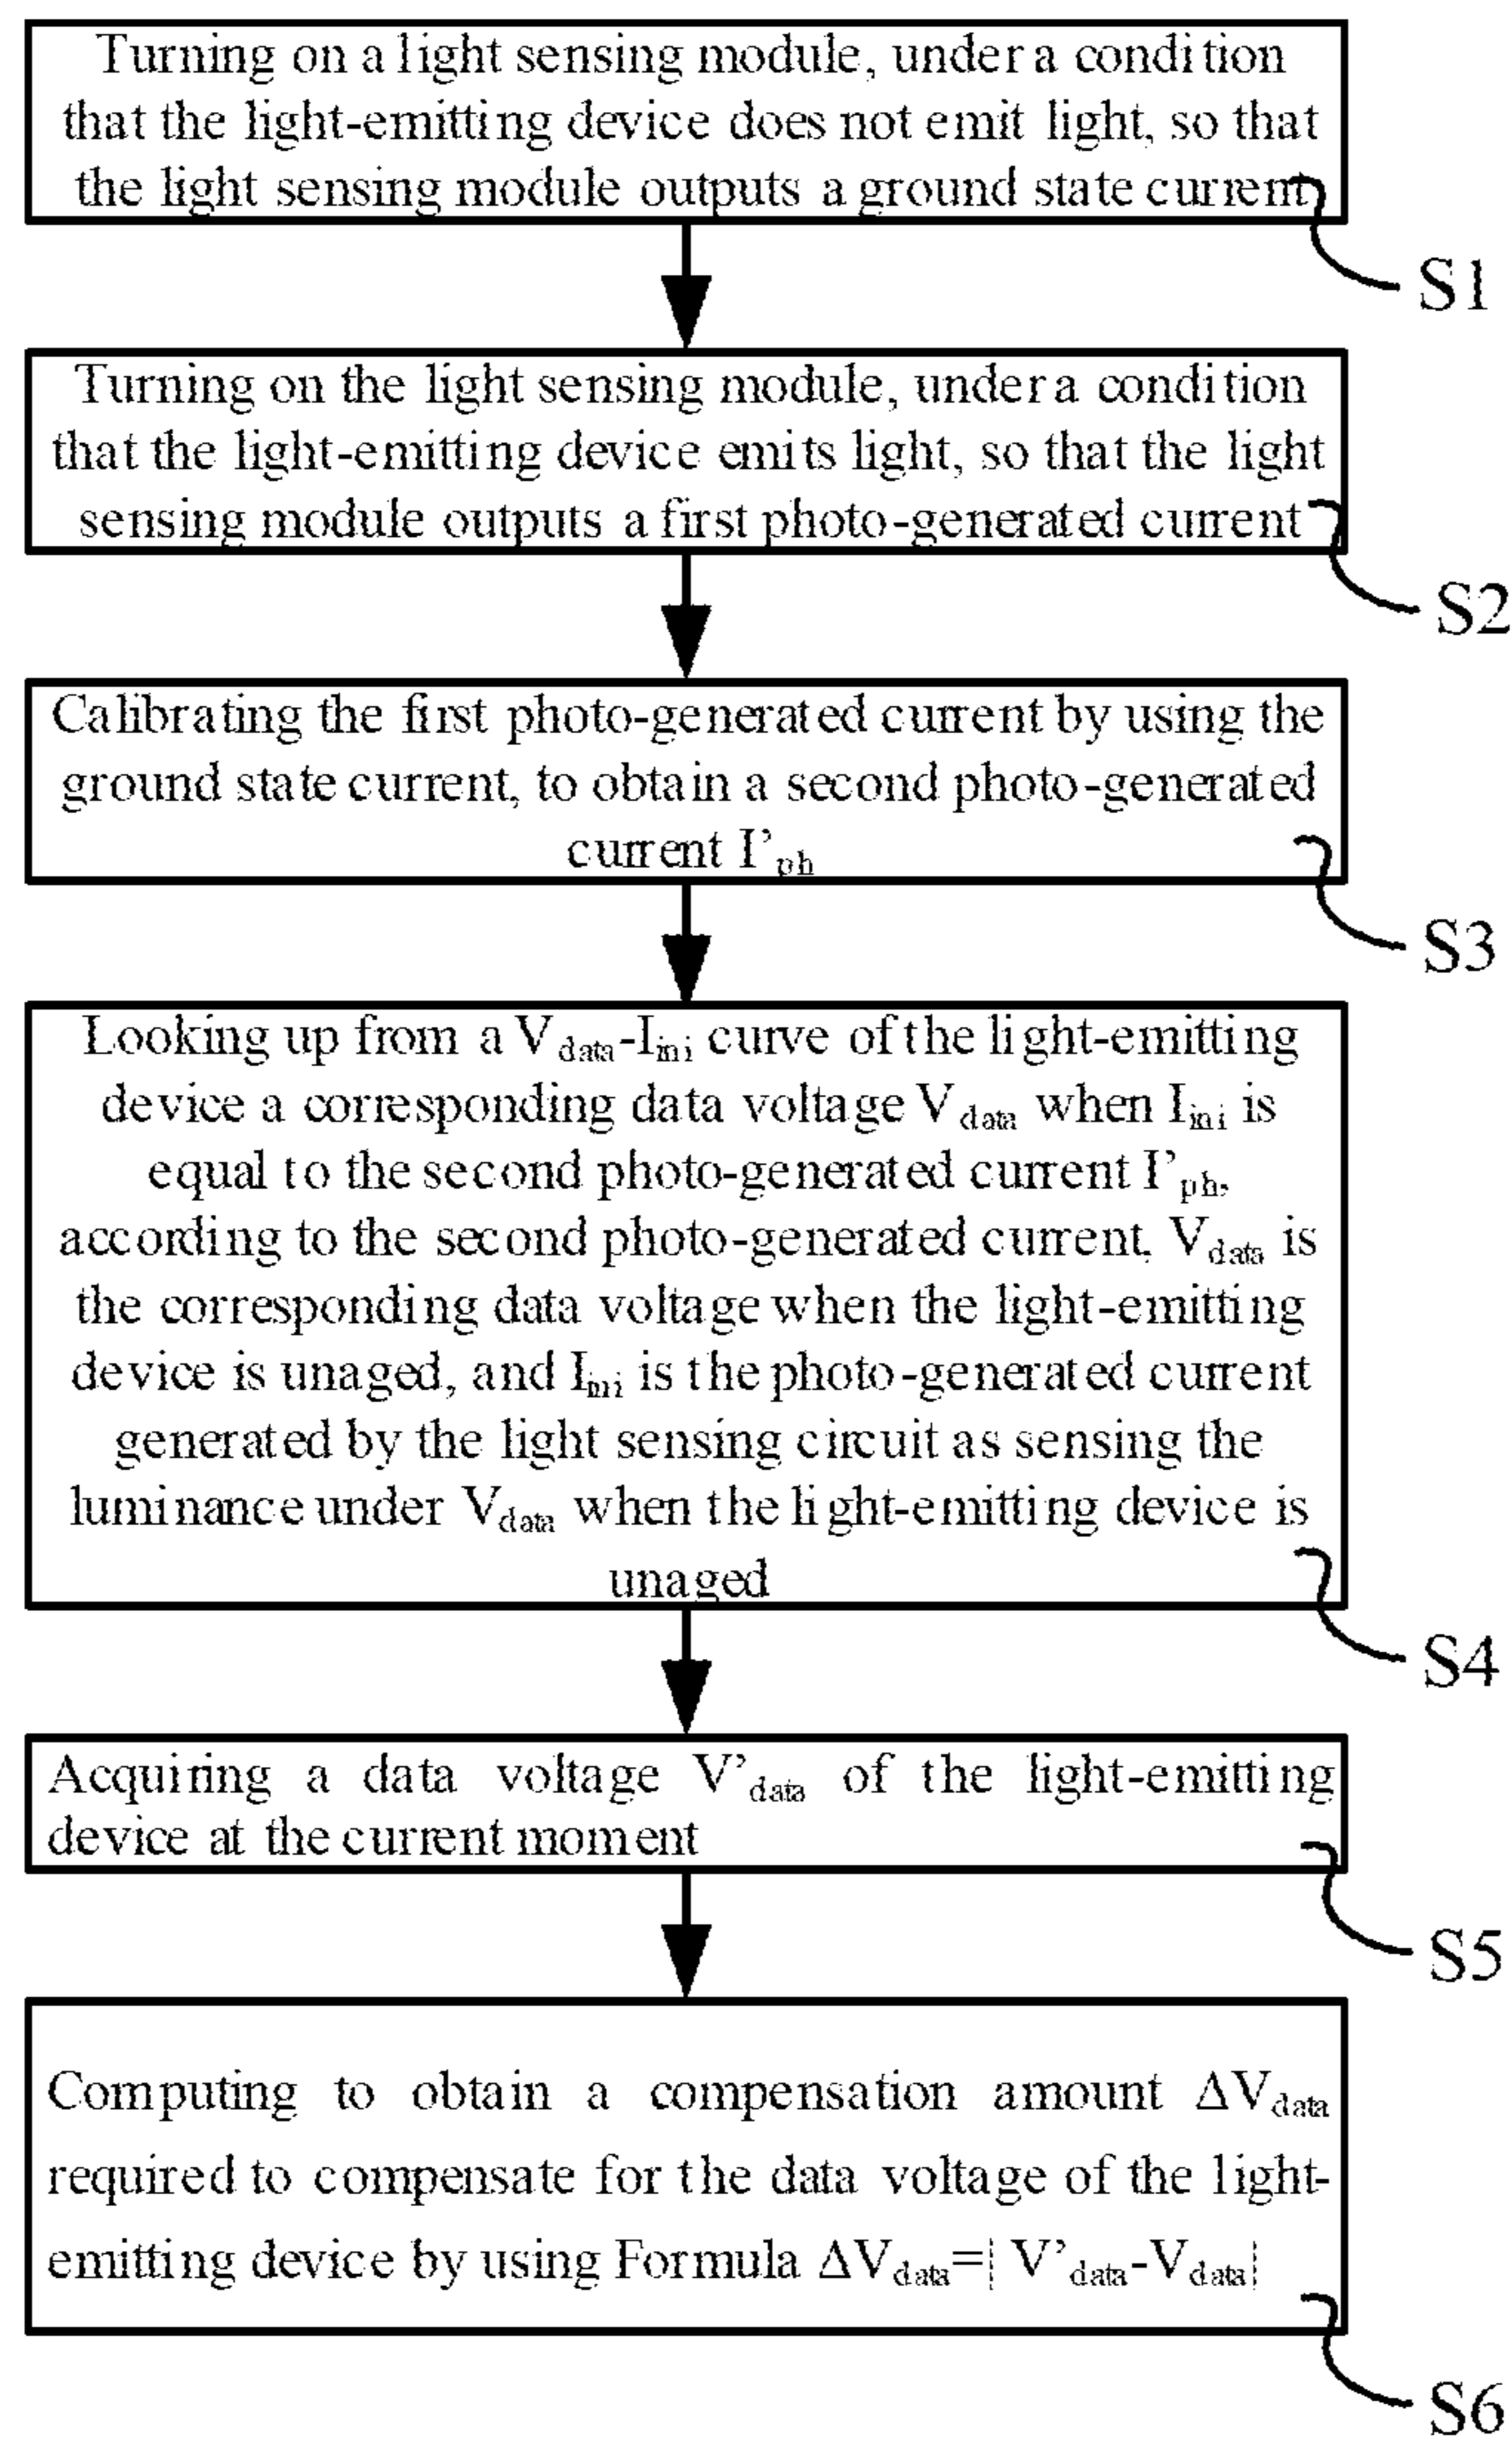 Turning on a light sensing module, under a condition
that the light-emitting device does not emit light, so that
the light sensing module outputs a ground state current
S1
Turning on the light sensing module, under a condition
that the light-emitting device emits light, so that the light
sensing module outputs a first photo-generated current
S2
Calibrating the first photo-generated current by using the
ground state current, to obtain a second photo-generated
current I’ph
S3
Looking up from a Vdata-Iini curve of the light-emitting
device a corresponding data voltage Vdata when Iini is
equal to the second photo-generated current I’ph,
according to the second photo-generated current. Vdata is
the corresponding data voltage when the light-emitting
device is unaged, and Iini is the photo-generated current
generated by the light sensing circuit as sensing the
luminance under Vdata when the light-emitting device is
unaged
S4
Acquiring a data voltage V’data of the light-emitting
device at the current moment
S5
Computing to obtain a compensation amount ΔVdata
required to compensate for the data voltage of the light-
emitting device by using Formula ΔVdata=| V’data-Vdata|
S6